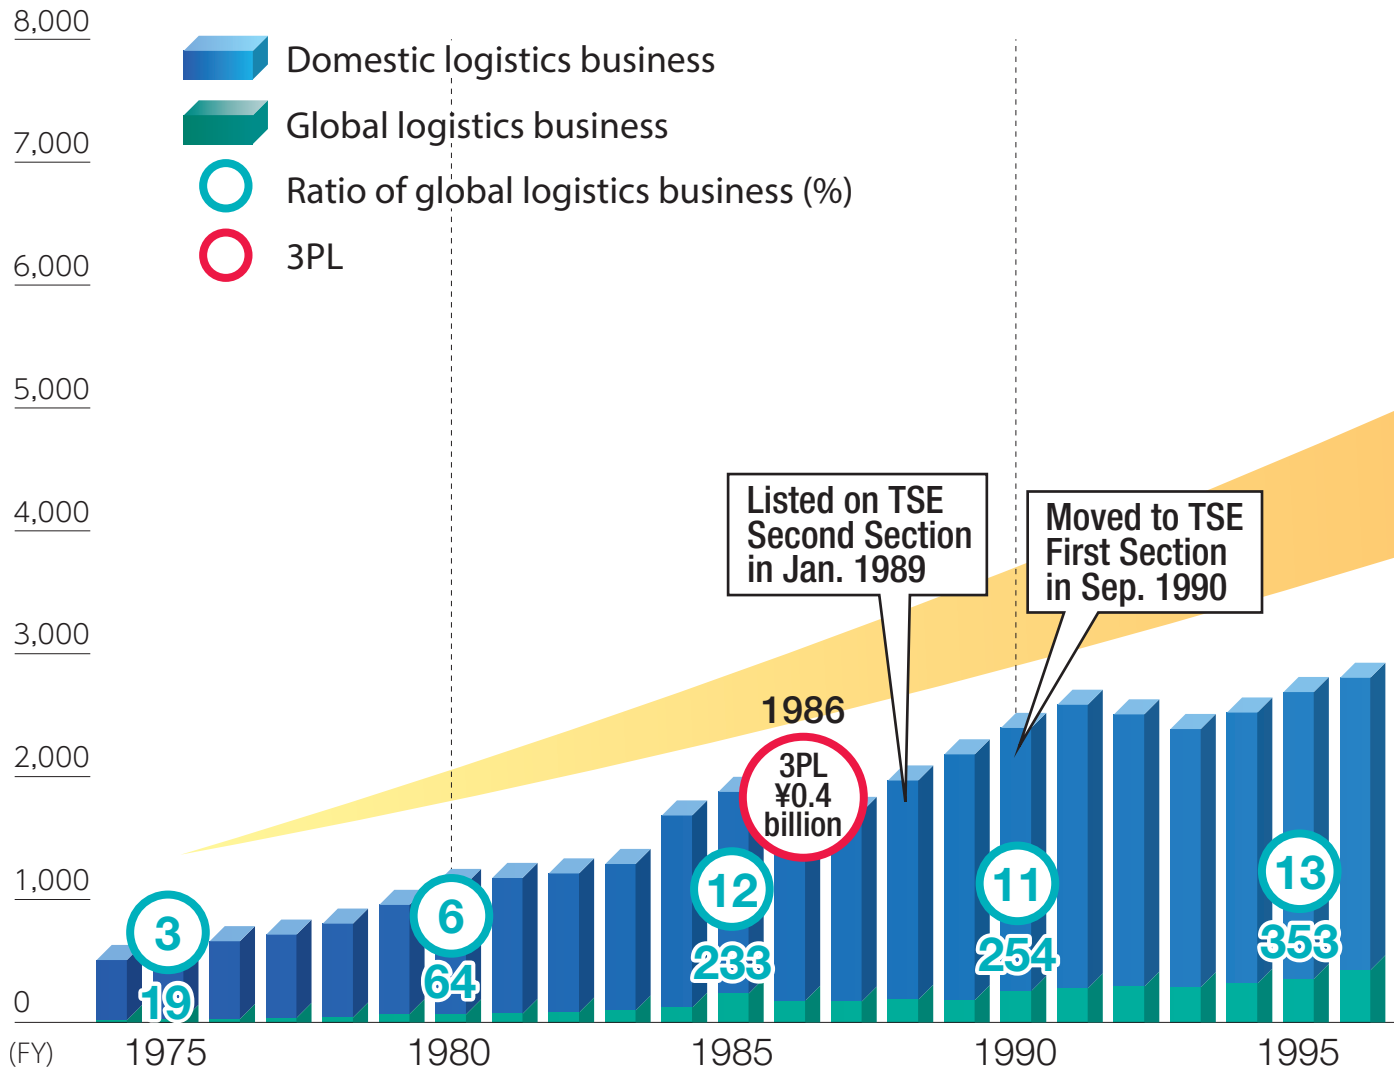 8,000
7,000
6,000
5,000
4,000
3,000
2,000
1,000
0
Domestic logistics business
Global logistics business
Ratio of global logistics business (%)
3PL
Listed on TSE
Second Section
in Jan. 1989
Moved to TSE
First Section
in Sep. 1990
1986
3PL
¥0.4
billion
3
19
6
64
12
233
11
254
13
353
(FY)
1975
1980
1985
1990
1995